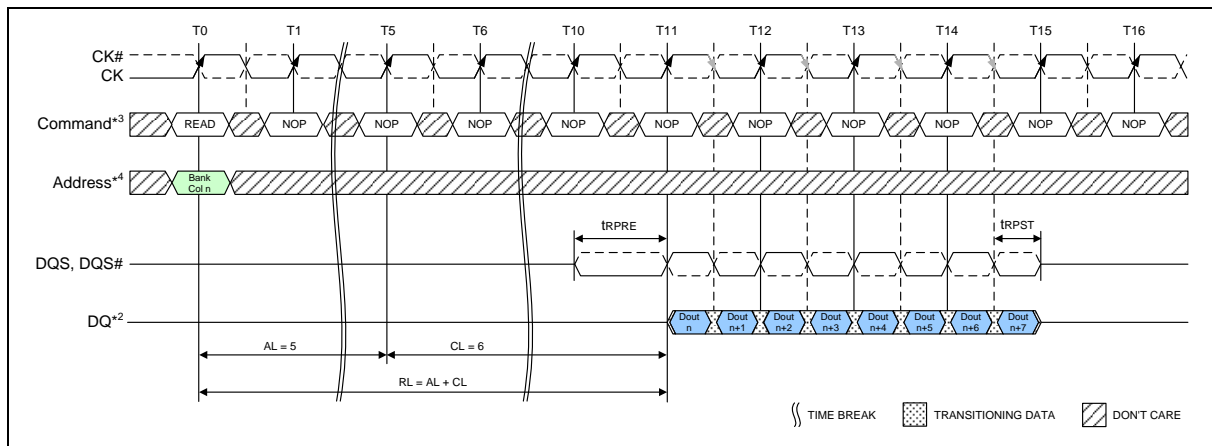 T0 T1 T5 T6 T10 T11 T12 T13 T14 T15 T16
CK#
CK
Command*3 READ NOP NOP NOP NOP NOP NOP NOP NOP NOP NOP
Address*4
Bank
Col n
tRPRE tRPST
DQS, DQS#
DQ*2
Dout Dout Dout Dout Dout Dout Dout Dout
n n+1 n+2 n+3 n+4 n+5 n+6 n+7
AL = 5 CL = 6
RL = AL + CL
TIME BREAK TRANSITIONING DATA DON'T CARE